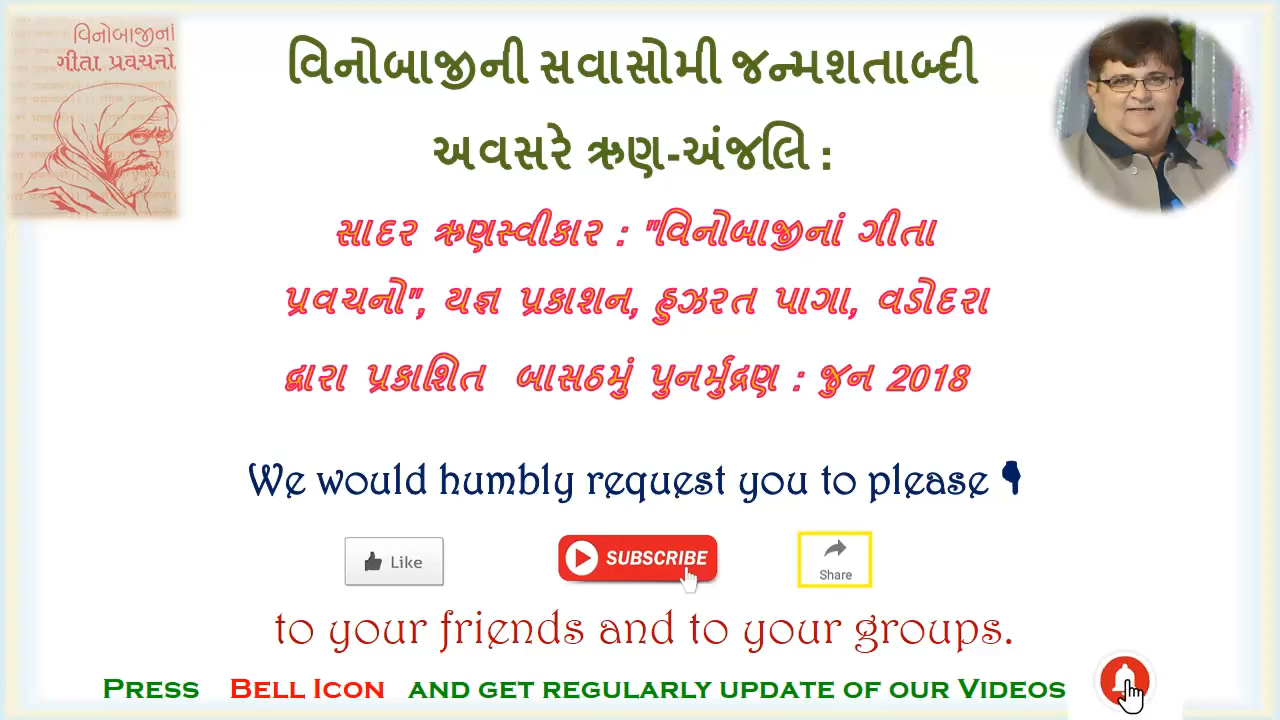 વિનોબાજીનાં
ગીતા પ્રવચનો
વિનોબાજીની સવાસોમી જન્મશતાબ્દી
અવસરે ઋણ-અંજલિ :
સાદર ઋણસ્વીકાર : "વિનોબાજીનાં ગીતા
પ્રવચનો", યજ્ઞ પ્રકાશન, હુઝરત પાગા, વડોદરા
દ્વારા પ્રકાશિત બાસઠમું પુનર્મુદ્રણ : જુન 2018
We would humbly request you to please
Like
SUBSCRIBE
Share
to your friends and to your groups.
PRESS BELL ICON AND GET REGULARLY UPDATE OF OUR VIDEOS